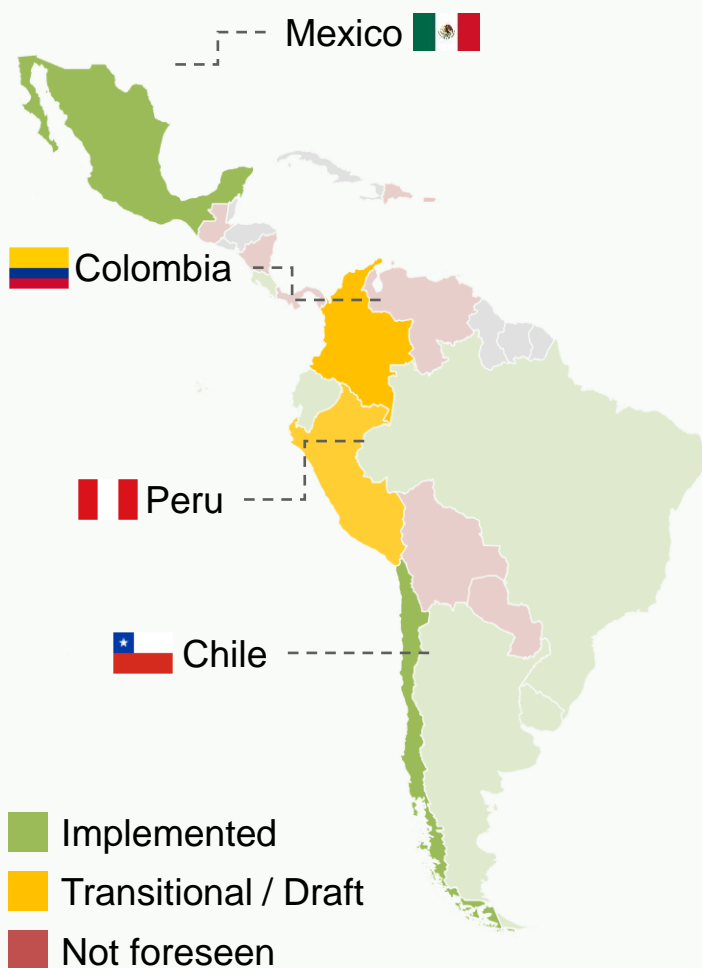 Mexico
Colombia
Peru
Chile
Implemented
Transitional / Draft
Not foreseen